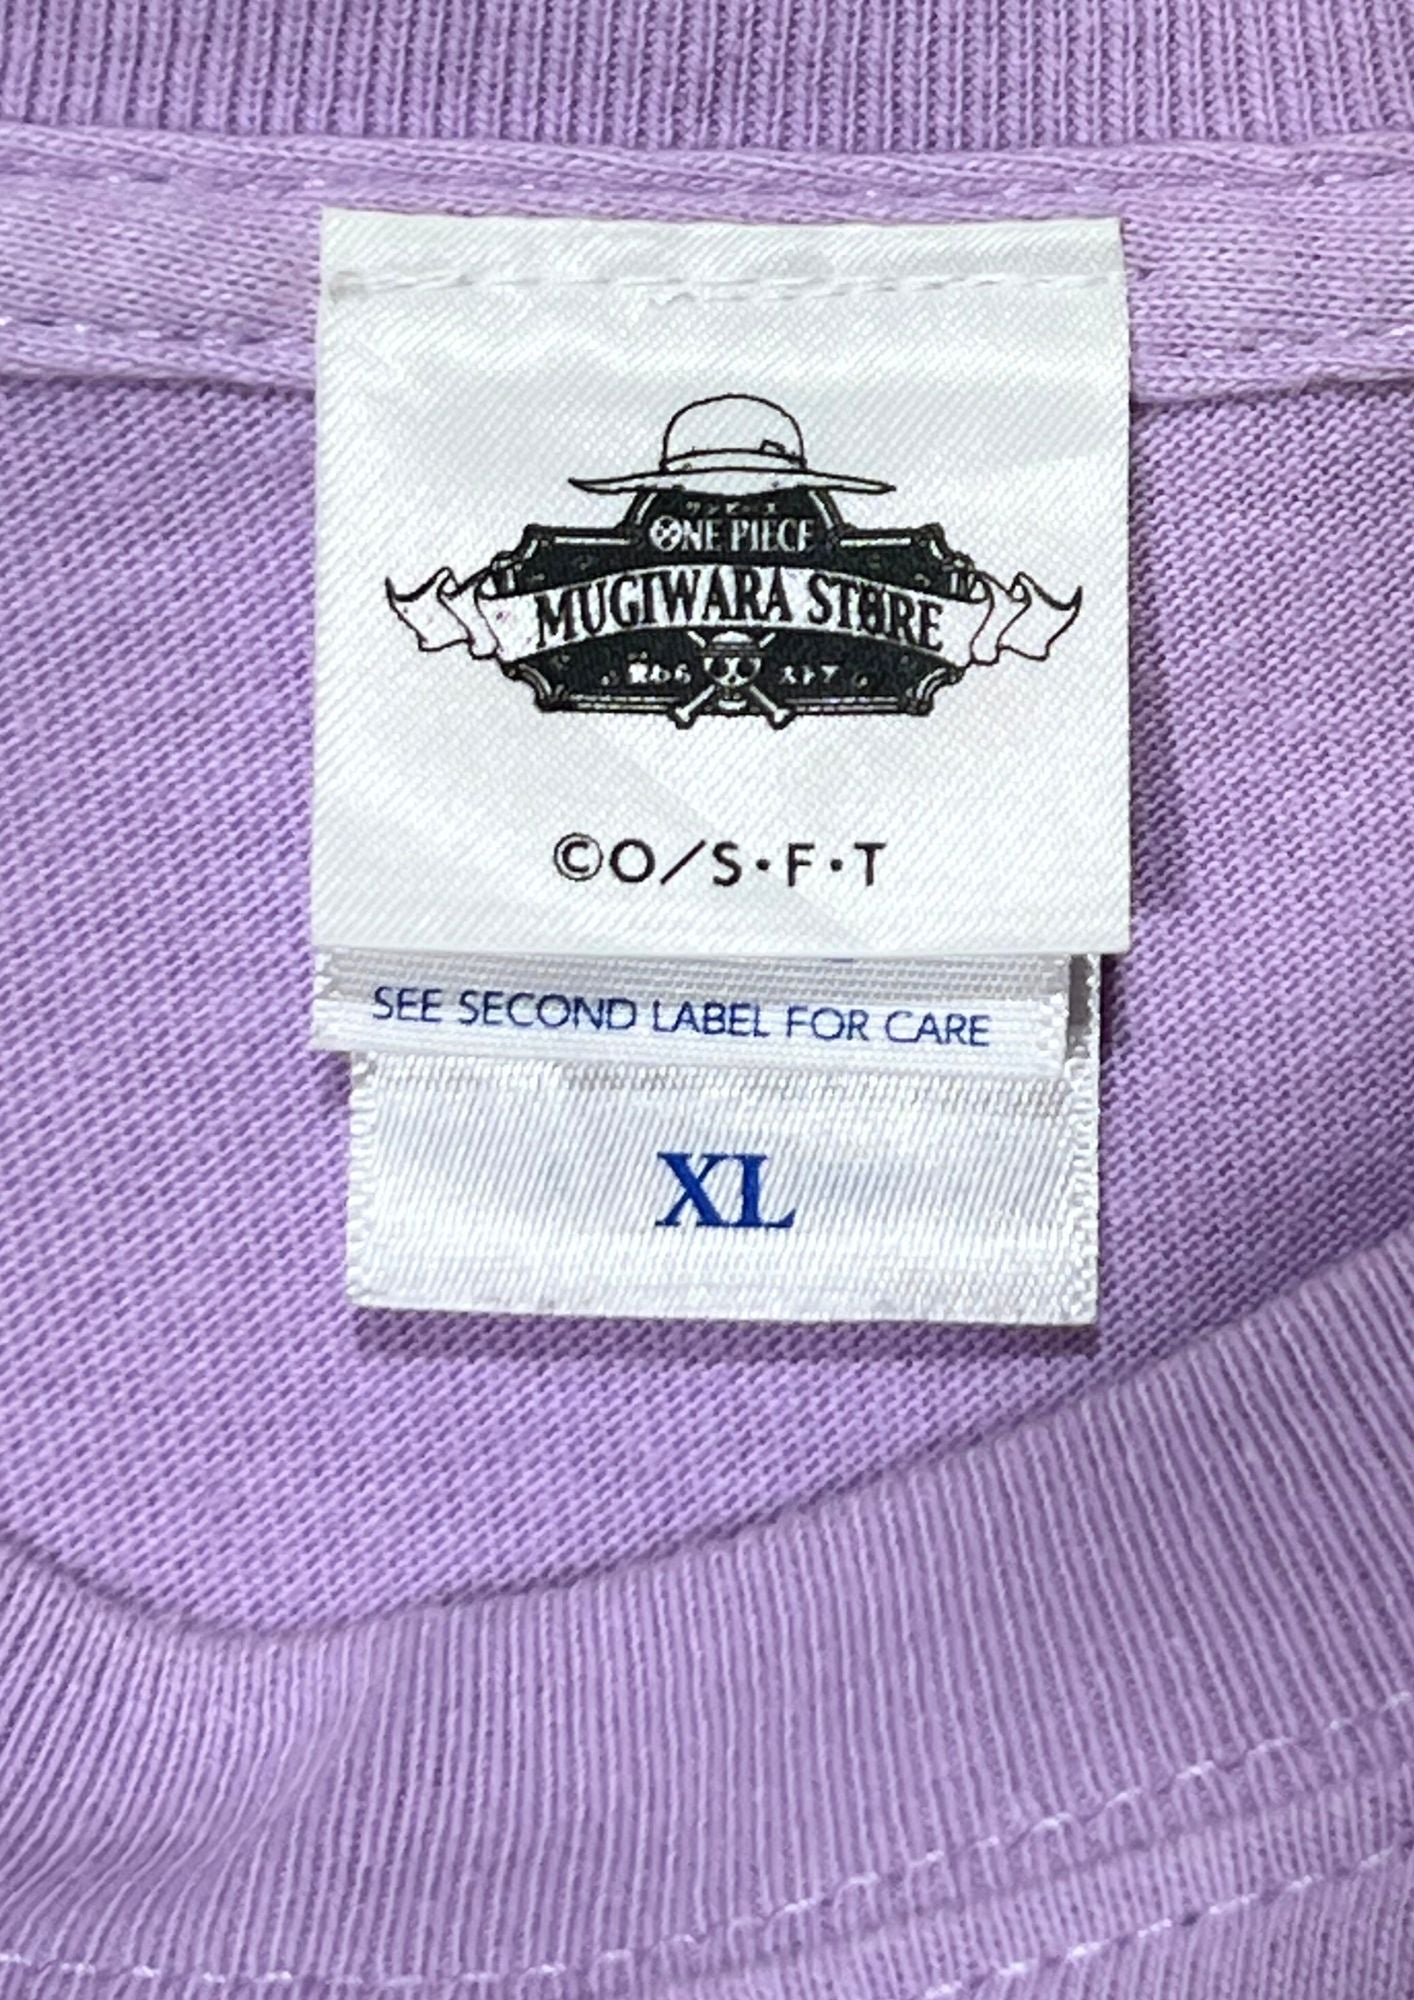 ワンピース
ONE PIECE
MUGIWARA STORE
麦わら ストア
©O/S·F·T
SEE SECOND LABEL FOR CARE
XL